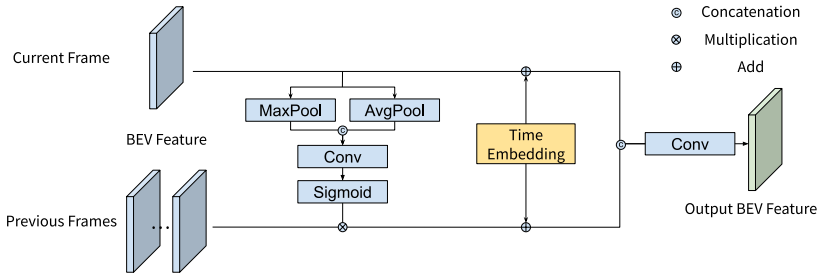 Current Frame
BEV Feature
Previous Frames
...
MaxPool
AvgPool
Conv
Sigmoid
Time
Embedding
Conv
Output BEV Feature
c Concatenation
Multiplication
Add